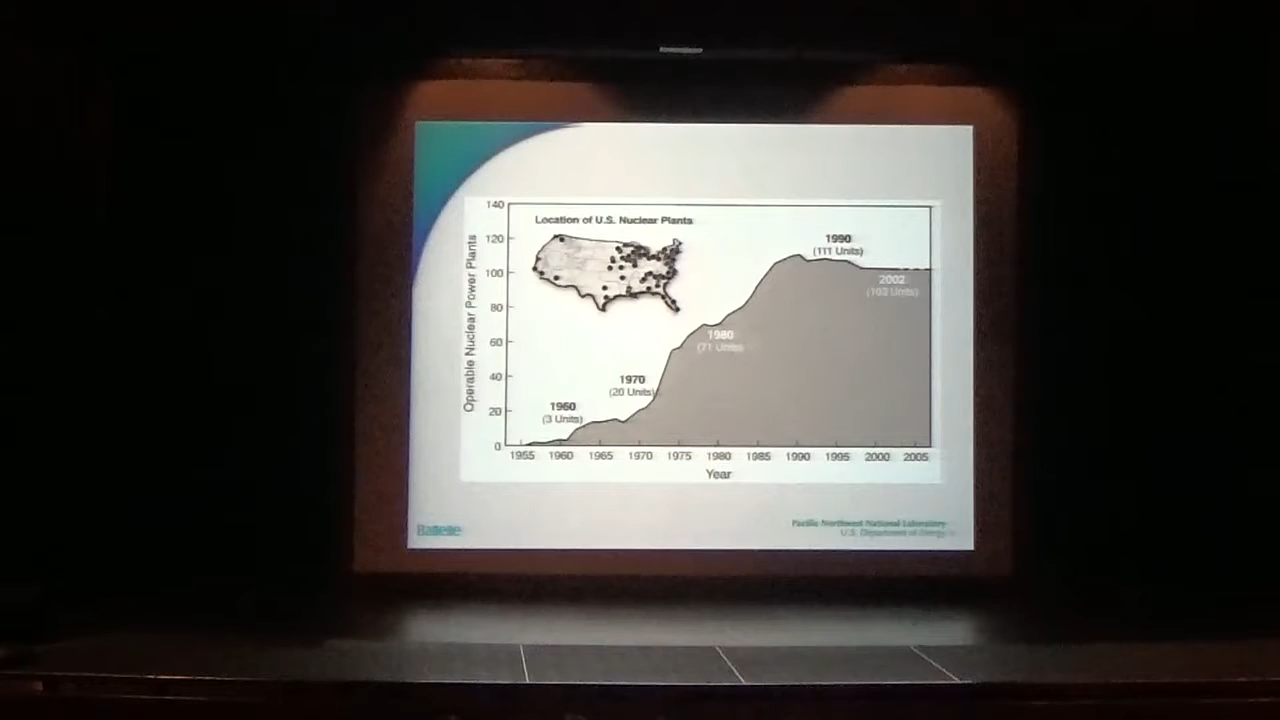 Location of U.S. Nuclear Plants
Operable Nuclear Power Plants
140
120
100
80
60
40
20
0
1960
(3 Units)
1970
(20 Units)
1980
(71 Units)
1990
(111 Units)
2002
(103 Units)
1955 1960 1965 1970 1975 1980 1985 1990 1995 2000 2005
Year
Battelle
Pacific Northwest National Laboratory
U.S. Department of Energy